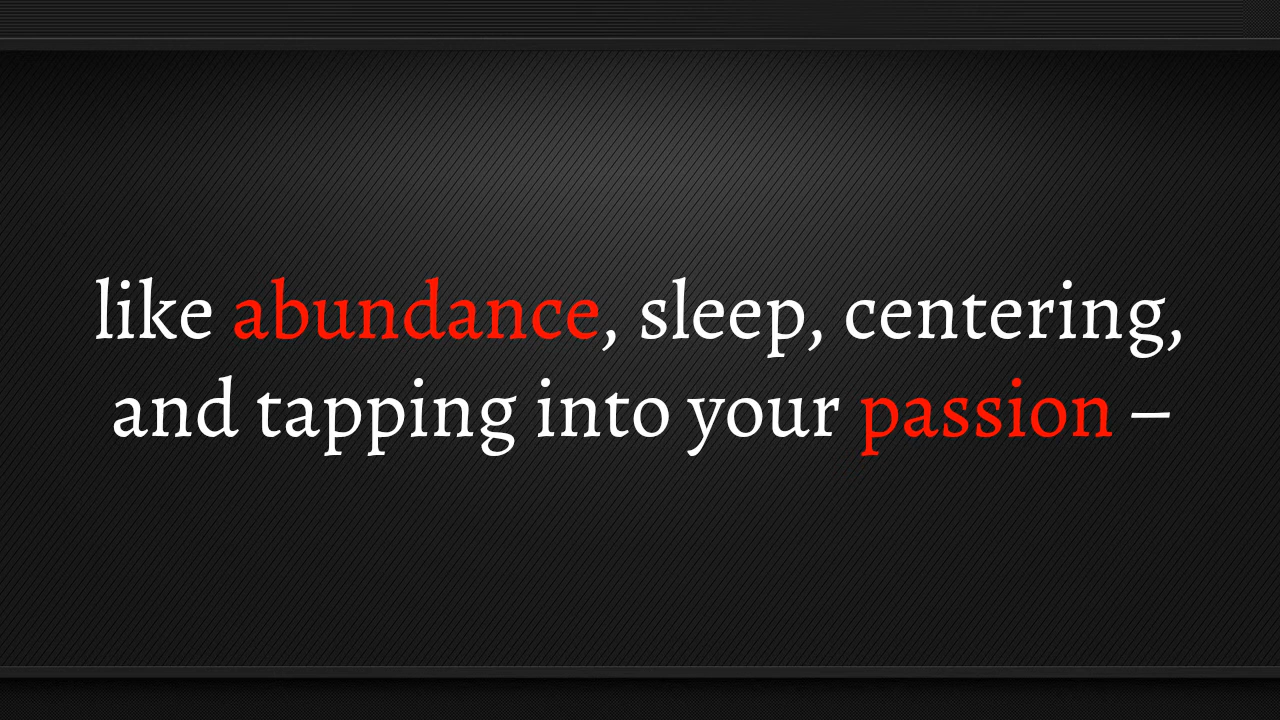 like abundance, sleep, centering,
and tapping into your passion –